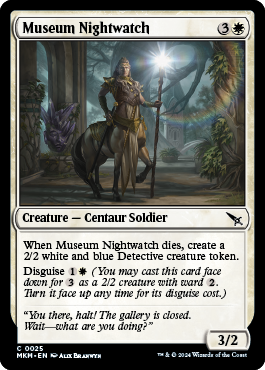 Museum Nightwatch 3
Creature — Centaur Soldier
When Museum Nightwatch dies, create a
2/2 white and blue Detective creature token.
Disguise 1 (You may cast this card face
down for 3 as a 2/2 creature with ward 2.
Turn it face up any time for its disguise cost.)
"You there, halt! The gallery is closed.
Wait—what are you doing?"
3/2
C 0025
MKM • EN Alix Branwyn
™ & © 2024 Wizards of the Coast